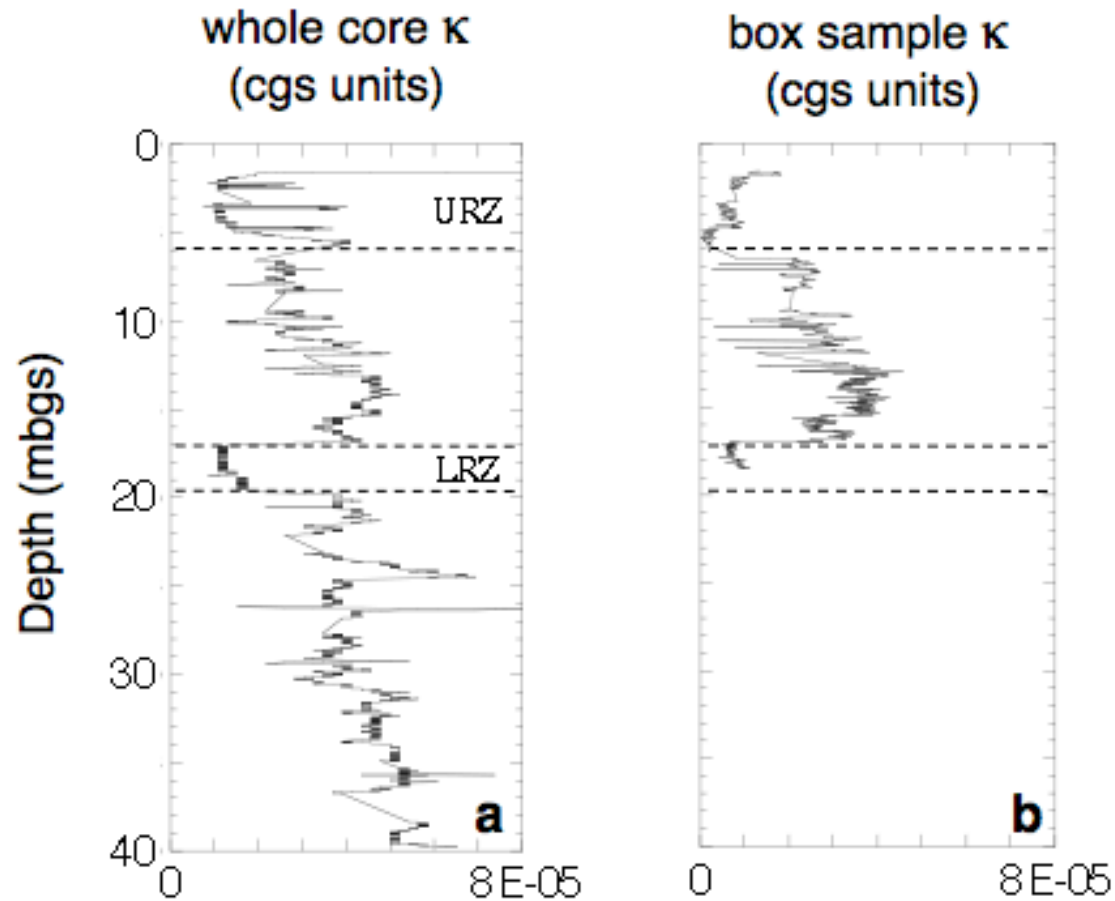 whole core κ
(cgs units)
box sample κ
(cgs units)
Depth (mbgs)
0
10
20
30
40
URZ
LRZ
a
b
0
8E-05
0
8E-05